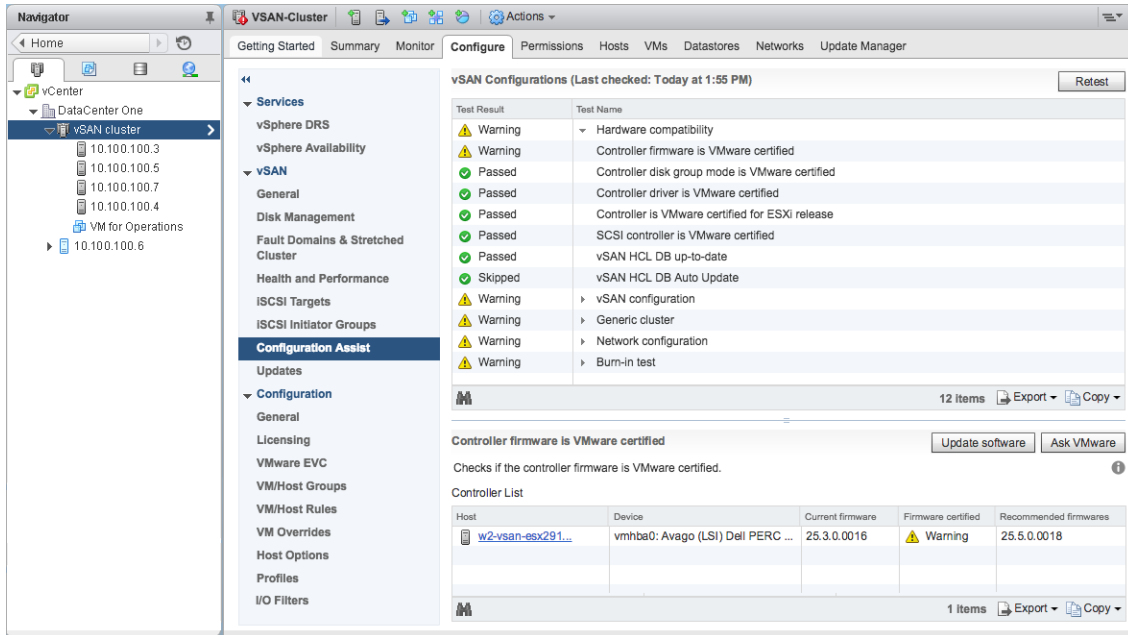 Navigator
Home
vCenter
DataCenter One
vSAN cluster
10.100.100.3
10.100.100.5
10.100.100.7
10.100.100.4
VM for Operations
10.100.100.6
VSAN-Cluster Actions
Getting Started Summary Monitor Configure Permissions Hosts VMs Datastores Networks Update Manager
Services
vSphere DRS
vSphere Availability
vSAN
General
Disk Management
Fault Domains & Stretched
Cluster
Health and Performance
iSCSI Targets
iSCSI Initiator Groups
Configuration Assist
Updates
Configuration
General
Licensing
VMware EVC
VM/Host Groups
VM/Host Rules
VM Overrides
Host Options
Profiles
I/O Filters
vSAN Configurations (Last checked: Today at 1:55 PM)
Retest
Test Result Test Name
Warning Hardware compatibility
Warning Controller firmware is VMware certified
Passed Controller disk group mode is VMware certified
Passed Controller driver is VMware certified
Passed Controller is VMware certified for ESXi release
Passed SCSI controller is VMware certified
Passed vSAN HCL DB up-to-date
Skipped vSAN HCL DB Auto Update
Warning vSAN configuration
Warning Generic cluster
Warning Network configuration
Warning Burn-in test
12 items Export Copy
Controller firmware is VMware certified
Update software Ask VMware
Checks if the controller firmware is VMware certified.
Controller List
Host Device Current firmware Firmware certified Recommended firmwares
w2-vsan-esx291... vmhba0: Avago (LSI) Dell PERC ... 25.3.0.0016 Warning 25.5.0.0018
1 items Export Copy